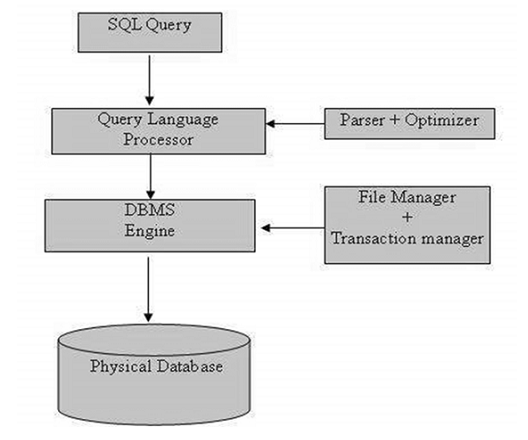 SQL Query
Query Language
Processor
Parser + Optimizer
DBMS
Engine
File Manager
+
Transaction manager
Physical Database